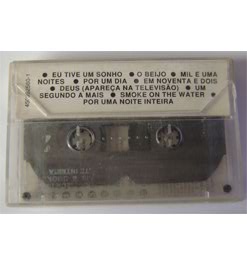 • EU TIVE UM SONHO • O BEIJO • MIL E UMA
NOITES • POR UM DIA • EM NOVENTA E DOIS
• DEUS (APAREÇA NA TELEVISÃO) • UM
SEGUNDO A MAIS • SMOKE ON THE WATER •
POR UMA NOITE INTEIRA